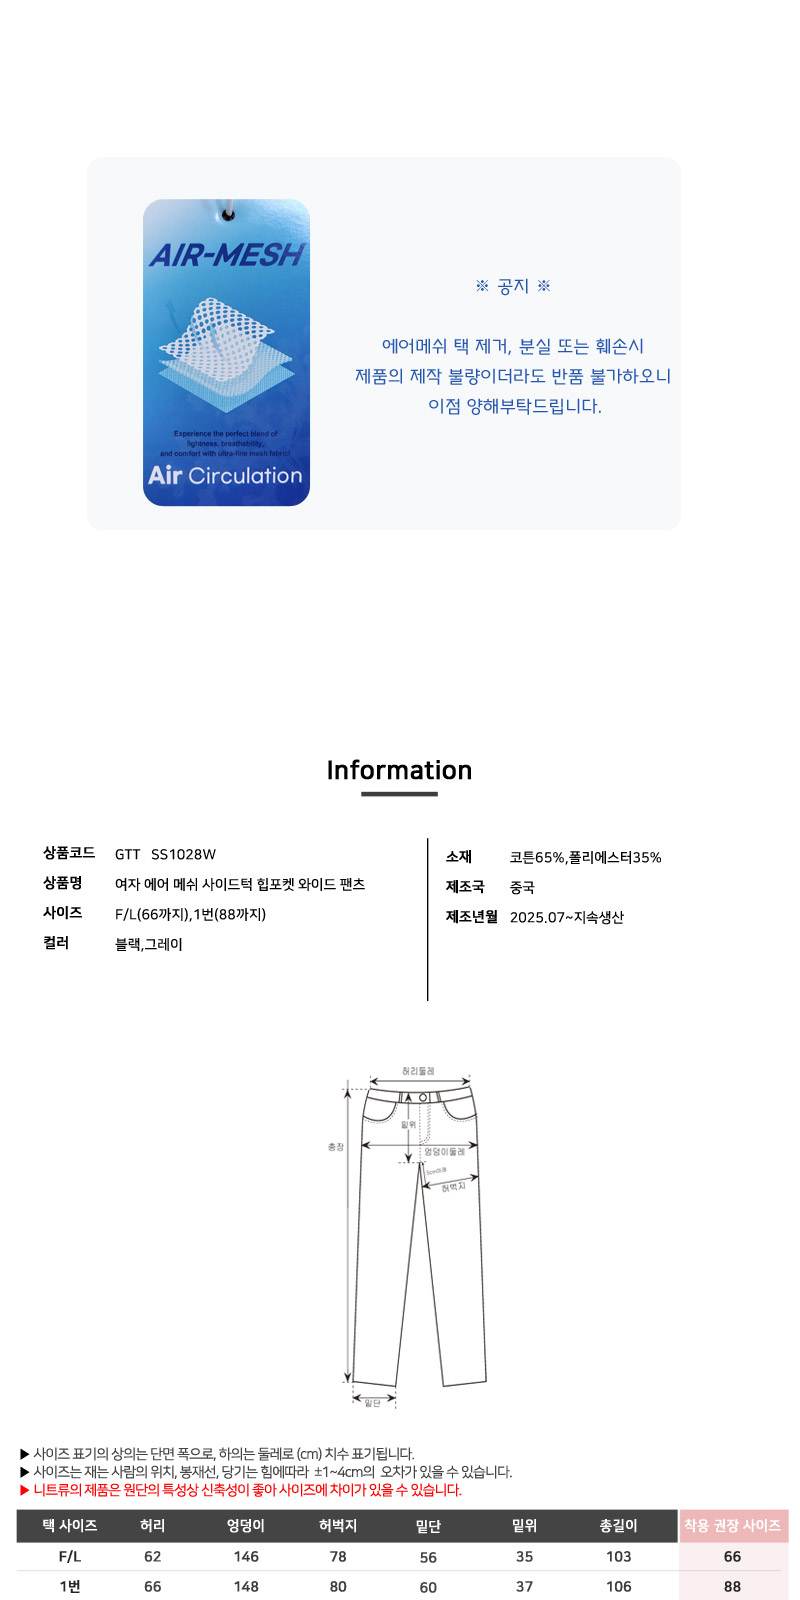 AIR-MESH
Experience the perfect blend of
lightness, breathability,
and comfort with ultra-fine mesh fabric!
Air Circulation
※ 공지 ※
에어메쉬 택 제거, 분실 또는 훼손시
제품의 제작 불량이더라도 반품 불가하오니
이점 양해부탁드립니다.
Information
상품코드 GTT SS1028W
상품명 여자 에어 메쉬 사이드턱 힙포켓 와이드 팬츠
사이즈 F/L(66까지),1번(88까지)
컬러 블랙,그레이
소재 코튼65%,폴리에스터35%
제조국 중국
제조년월 2025.07~지속생산
허리둘레
밑위
총장
엉덩이둘레
허벅지
밑단
▶ 사이즈 표기의 상의는 단면 폭으로, 하의는 둘레로 (cm) 치수 표기됩니다.
▶ 사이즈는 재는 사람의 위치, 봉재선, 당기는 힘에따라 ±1~4cm의 오차가 있을 수 있습니다.
▶ 니트류의 제품은 원단의 특성상 신축성이 좋아 사이즈에 차이가 있을 수 있습니다.
택 사이즈 허리 엉덩이 허벅지 밑단 밑위 총길이 착용 권장 사이즈
F/L 62 146 78 56 35 103 66
1번 66 148 80 60 37 106 88